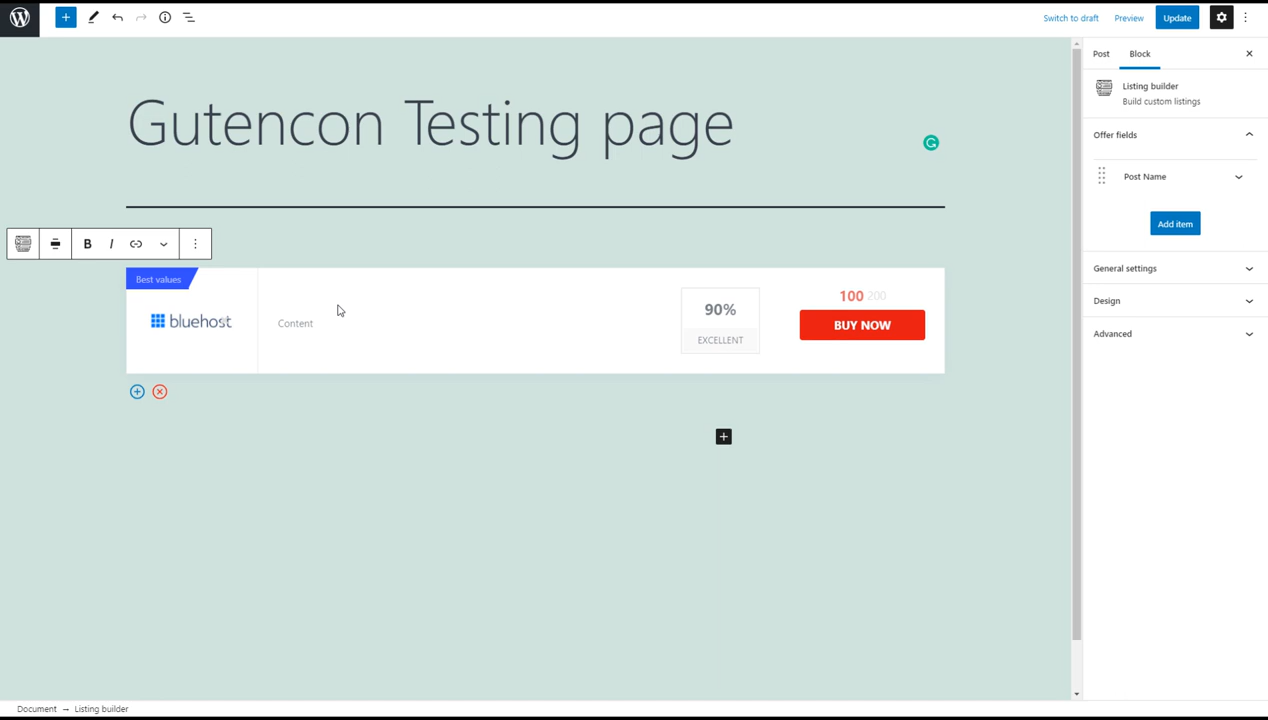 Switch to draft Preview Update
Post Block
Listing builder
Build custom listings
Offer fields
Post Name
Add item
General settings
Design
Advanced
Gutencon Testing page
B I
Best values
bluehost
Content
90%
EXCELLENT
100 200
BUY NOW
Document → Listing builder